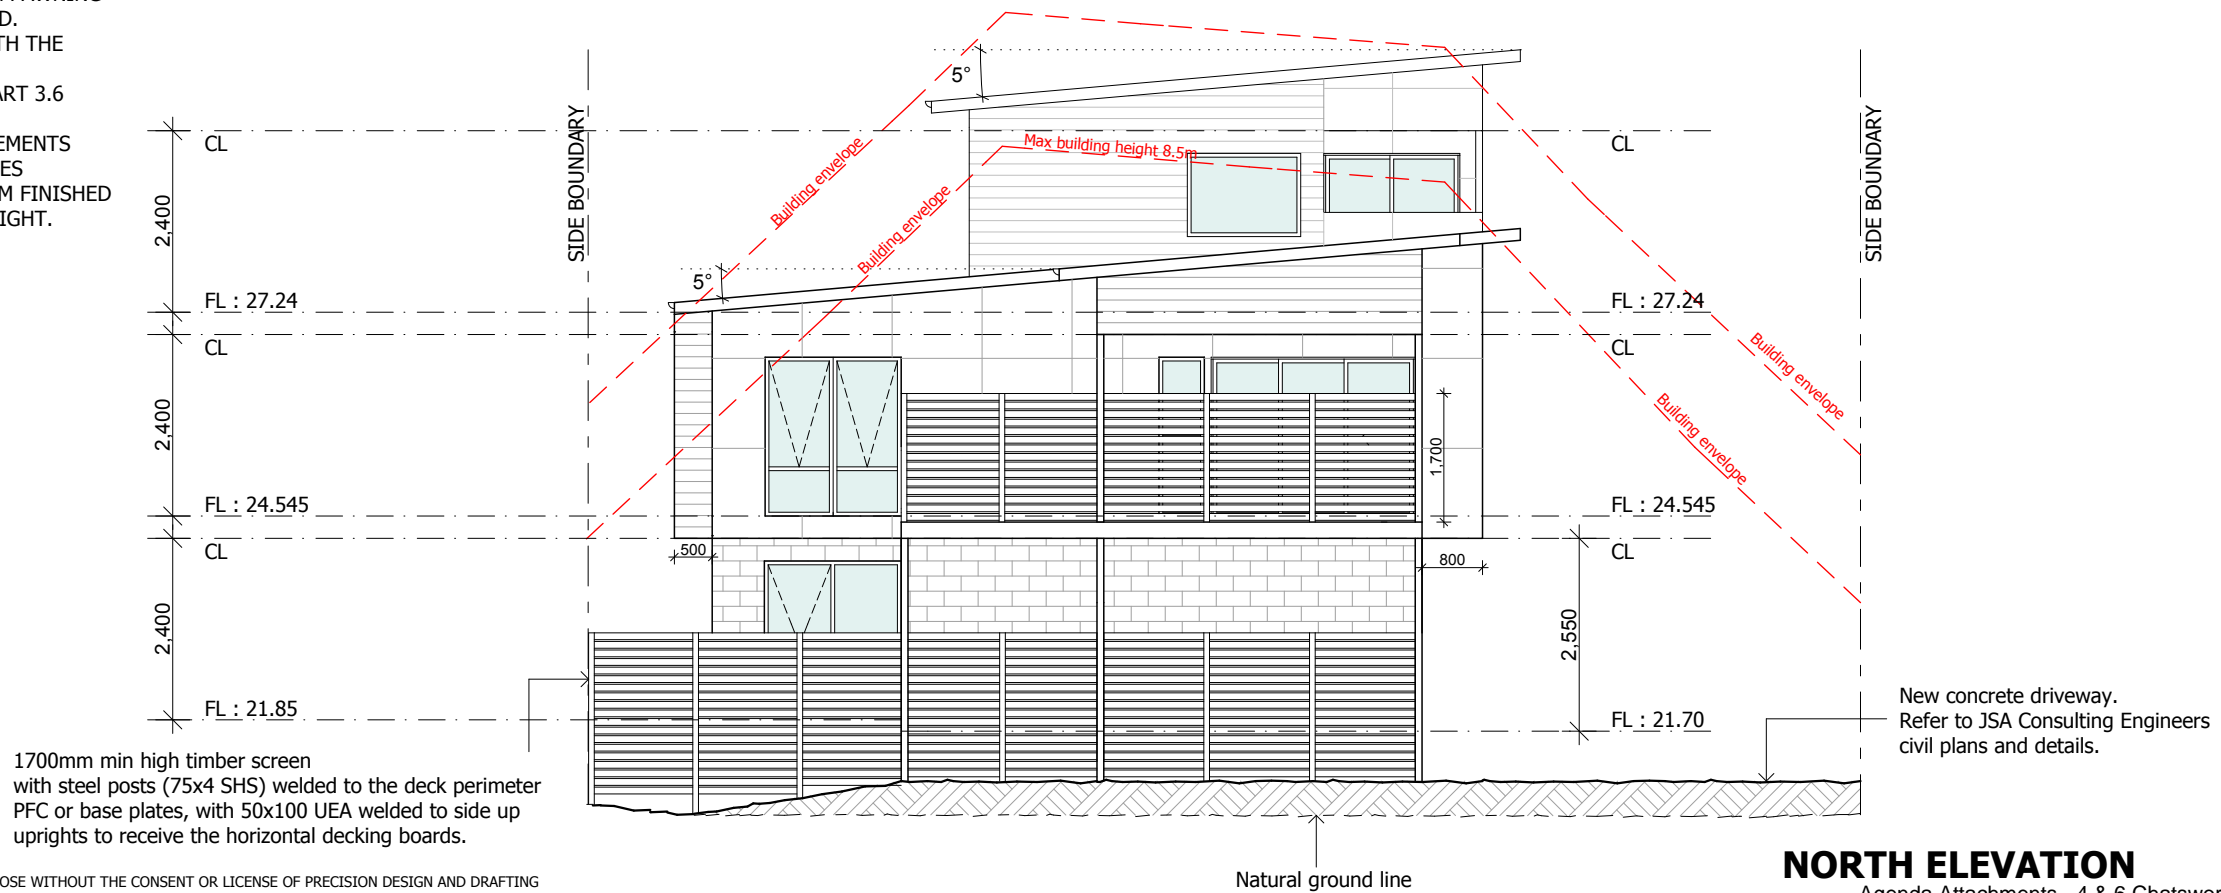 D.
TH THE
ART 3.6
EMENTS
ES
M FINISHED
IGHT.
5°
SIDE BOUNDARY
SIDE BOUNDARY
CL
CL
Building envelope
Max building height 8.5m
Building envelope
2,400
5°
FL : 27.24
FL : 27.24
CL
CL
Building envelope
Building envelope
2,400
1,700
FL : 24.545
FL : 24.545
CL
CL
500
800
2,400
2,550
FL : 21.85
FL : 21.70
New concrete driveway.
Refer to JSA Consulting Engineers
civil plans and details.
1700mm min high timber screen
with steel posts (75x4 SHS) welded to the deck perimeter
PFC or base plates, with 50x100 UEA welded to side up
uprights to receive the horizontal decking boards.
Natural ground line
NORTH ELEVATION
OSE WITHOUT THE CONSENT OR LICENSE OF PRECISION DESIGN AND DRAFTING
Agenda Attachments - 4 & 6 Chatswor